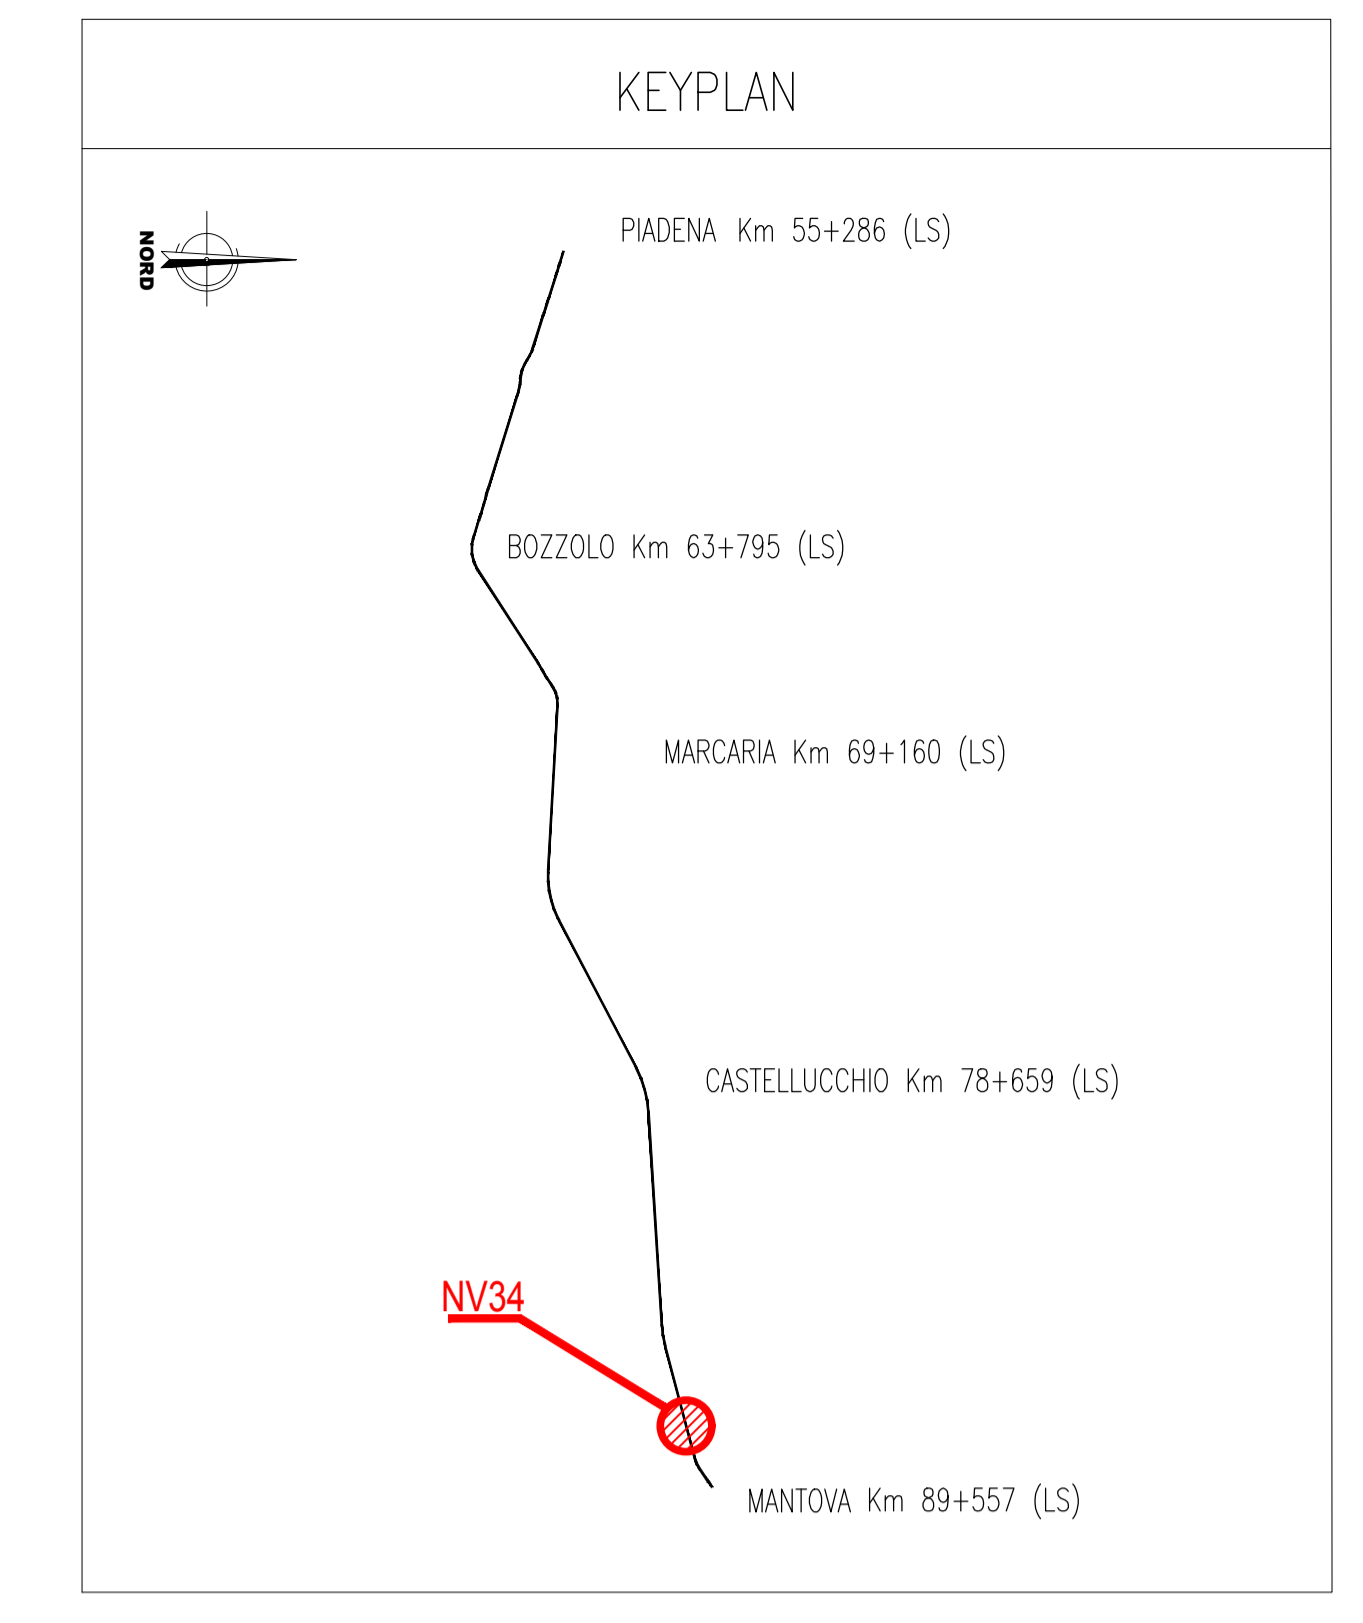 KEYPLAN
NORD
PIADENA Km 55+286 (LS)
BOZZOLO Km 63+795 (LS)
MARCARIA Km 69+160 (LS)
CASTELLUCCHIO Km 78+659 (LS)
NV34
MANTOVA Km 89+557 (LS)